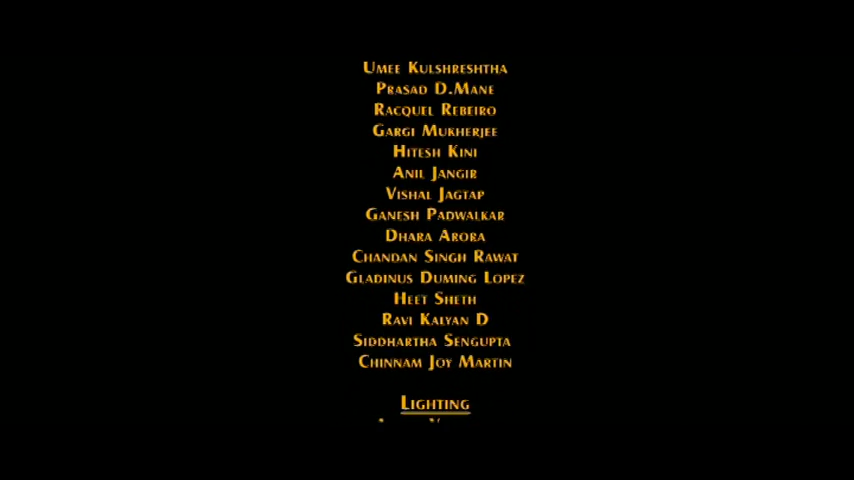 Umee Kulshreshtha
Prasad D.Mane
Racquel Rebeiro
Gargi Mukherjee
Hitesh Kini
Anil Jangir
Vishal Jagtap
Ganesh Padwalkar
Dhara Arora
Chandan Singh Rawat
Gladinus Duming Lopez
Heet Sheth
Ravi Kalyan D
Siddhartha Sengupta
Chinnam Joy Martin
Lighting